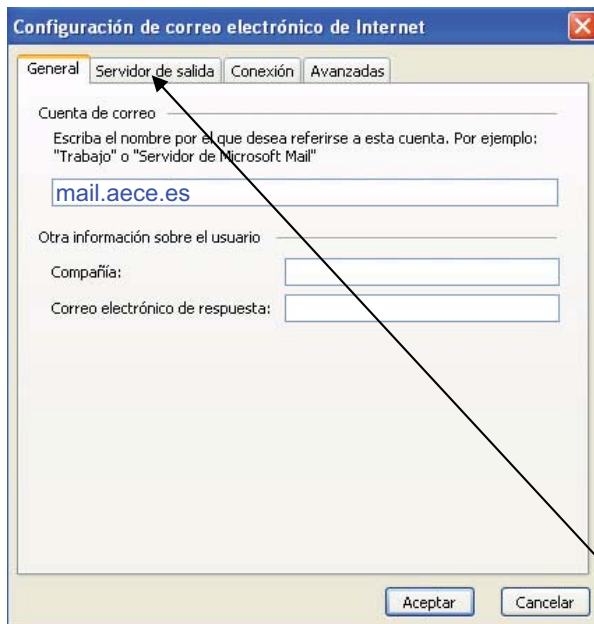 Configuración de correo electrónico de Internet
General Servidor de salida Conexión Avanzadas
Cuenta de correo
Escriba el nombre por el que desea referirse a esta cuenta. Por ejemplo:
"Trabajo" o "Servidor de Microsoft Mail"
mail.aece.es
Otra información sobre el usuario
Compañía:
Correo electrónico de respuesta:
Aceptar Cancelar